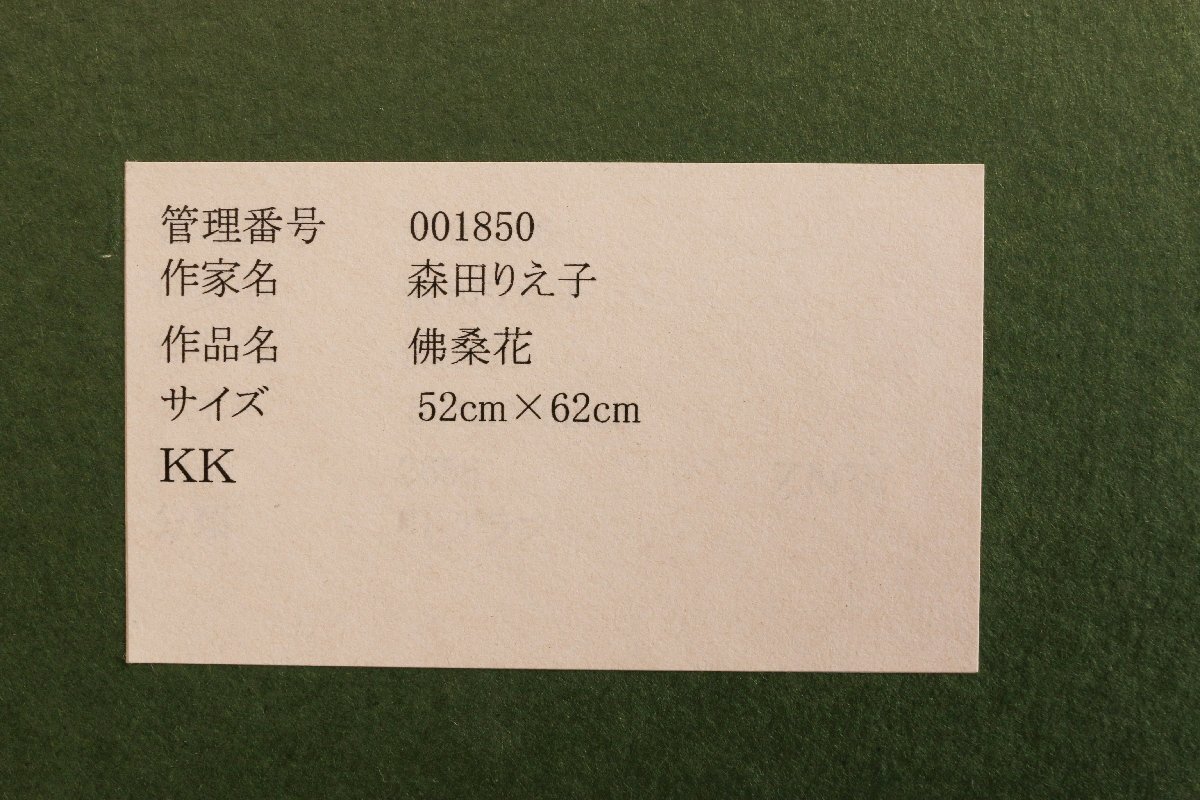 管理番号 001850
作家名 森田りえ子
作品名 佛桑花
サイズ 52cm×62cm
KK